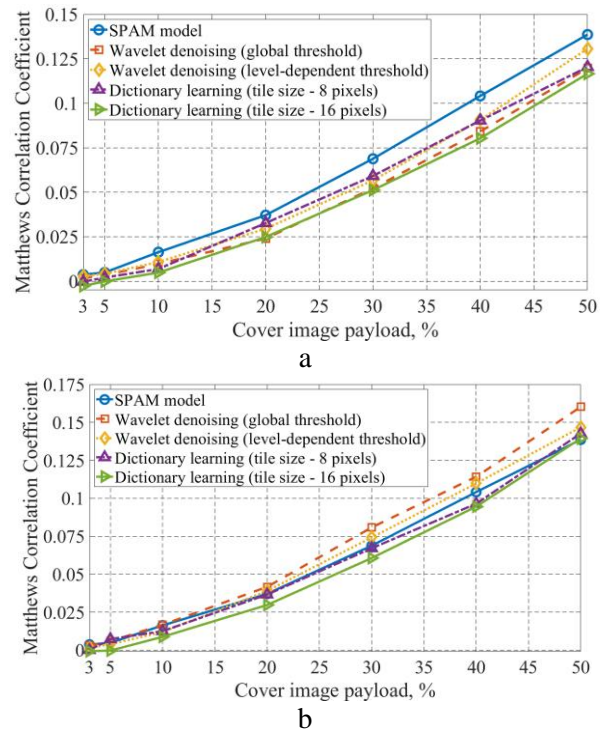 0.15
0.125
0.1
0.075
0.05
0.025
0
Matthews Correlation Coefficient
SPAM model
Wavelet denoising (global threshold)
Wavelet denoising (level-dependent threshold)
Dictionary learning (tile size - 8 pixels)
Dictionary learning (tile size - 16 pixels)
3 5 10 15 20 25 30 35 40 45 50
Cover image payload, %
a
0.175
0.15
0.125
0.1
0.075
0.05
0.025
0
Matthews Correlation Coefficient
SPAM model
Wavelet denoising (global threshold)
Wavelet denoising (level-dependent threshold)
Dictionary learning (tile size - 8 pixels)
Dictionary learning (tile size - 16 pixels)
3 5 10 15 20 25 30 35 40 45 50
Cover image payload, %
b